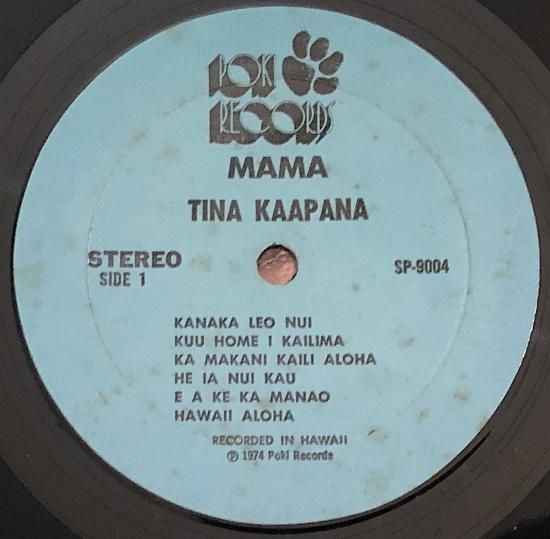 POKI
RECORDS
MAMA
TINA KAAPANA
STEREO
SIDE 1
SP-9004
KANAKA LEO NUI
KUU HOME I KAILIMA
KA MAKANI KAILI ALOHA
HE IA NUI KAU
E A KE KA MANAO
HAWAII ALOHA
RECORDED IN HAWAII
℗ 1974 Poki Records